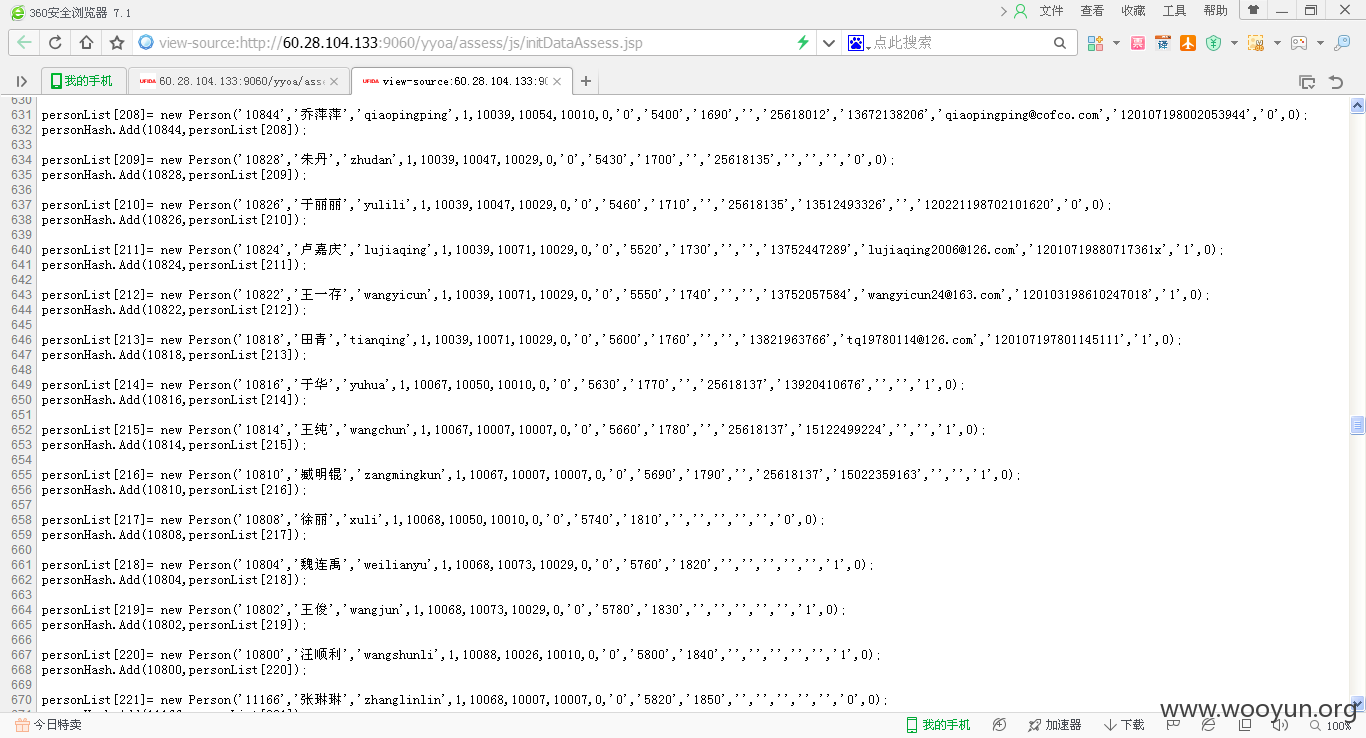 360安全浏览器 7.1
文件 查看 收藏 工具 帮助
view-source:http://60.28.104.133:9060/yyoa/assess/js/initDataAssess.jsp
点此搜索
我的手机
UFIDA 60.28.104.133:9060/yyoa/ass
UFIDA view-source:60.28.104.133:90
630
631 personList[208]= new Person('10844','乔萍萍','qiaopingping',1,10039,10054,10010,0,'0','5400','1690','','25618012','13672138206','qiaopingping@cofco.com','120107198002053944','0',0);
632 personHash.Add(10844,personList[208]);
633
634 personList[209]= new Person('10828','朱丹','zhudan',1,10039,10047,10029,0,'0','5430','1700','','25618135','','','','0',0);
635 personHash.Add(10828,personList[209]);
636
637 personList[210]= new Person('10826','于丽丽','yulili',1,10039,10047,10029,0,'0','5460','1710','','25618135','13512493326','','120221198702101620','0',0);
638 personHash.Add(10826,personList[210]);
639
640 personList[211]= new Person('10824','卢嘉庆','lujiaqing',1,10039,10071,10029,0,'0','5520','1730','','','13752447289','lujiaqing2006@126.com','12010719880717361x','1',0);
641 personHash.Add(10824,personList[211]);
642
643 personList[212]= new Person('10822','王一存','wangyicun',1,10039,10071,10029,0,'0','5550','1740','','','13752057584','wangyicun24@163.com','120103198610247018','1',0);
644 personHash.Add(10822,personList[212]);
645
646 personList[213]= new Person('10818','田青','tianqing',1,10039,10071,10029,0,'0','5600','1760','','','13821963766','tq19780114@126.com','120107197801145111','1',0);
647 personHash.Add(10818,personList[213]);
648
649 personList[214]= new Person('10816','于华','yuhua',1,10067,10050,10010,0,'0','5630','1770','','25618137','13920410676','','','1',0);
650 personHash.Add(10816,personList[214]);
651
652 personList[215]= new Person('10814','王纯','wangchun',1,10067,10007,10007,0,'0','5660','1780','','25618137','15122499224','','','1',0);
653 personHash.Add(10814,personList[215]);
654
655 personList[216]= new Person('10810','臧明锟','zangmingkun',1,10067,10007,10007,0,'0','5690','1790','','25618137','15022359163','','','1',0);
656 personHash.Add(10810,personList[216]);
657
658 personList[217]= new Person('10808','徐丽','xuli',1,10068,10050,10010,0,'0','5740','1810','','','','','','0',0);
659 personHash.Add(10808,personList[217]);
660
661 personList[218]= new Person('10804','魏连禹','weilianyu',1,10068,10073,10029,0,'0','5760','1820','','','','','','1',0);
662 personHash.Add(10804,personList[218]);
663
664 personList[219]= new Person('10802','王俊','wangjun',1,10068,10073,10029,0,'0','5780','1830','','','','','','1',0);
665 personHash.Add(10802,personList[219]);
666
667 personList[220]= new Person('10800','汪顺利','wangshunli',1,10088,10026,10010,0,'0','5800','1840','','','','','','1',0);
668 personHash.Add(10800,personList[220]);
669
670 personList[221]= new Person('11166','张琳琳','zhanglinlin',1,10068,10007,10007,0,'0','5820','1850','','','','','','0',0);
www.wooyun.org
今日特卖
我的手机 加速器 下载 100%